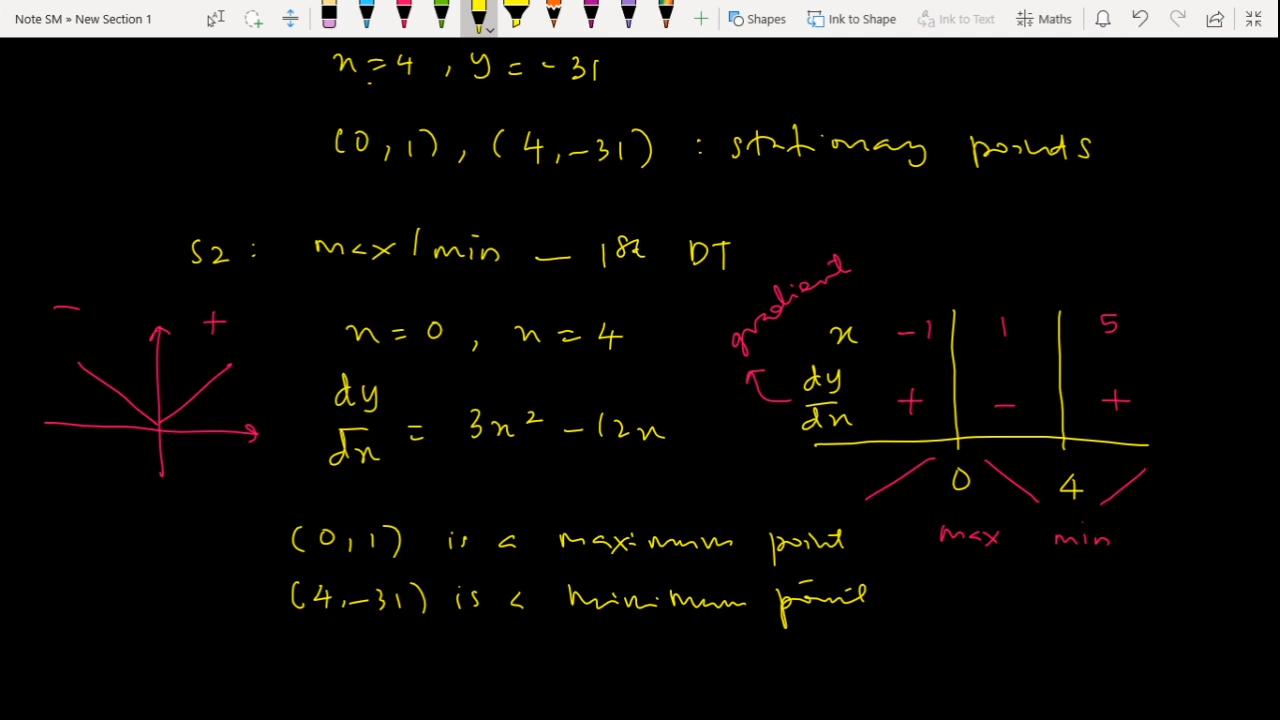 Note SM » New Section 1
Shapes
Ink to Shape
Ink to Text
Maths
x = 4 , y = -31
(0,1), (4,-31) : stationary points
S2 : max/min — 1st DT
gradient
- +
x = 0 , x = 4
x -1 1 5
dy/dx = 3x² - 12x
dy/dx + - +
0 4
max min
(0,1) is a maximum point
(4,-31) is a minimum point